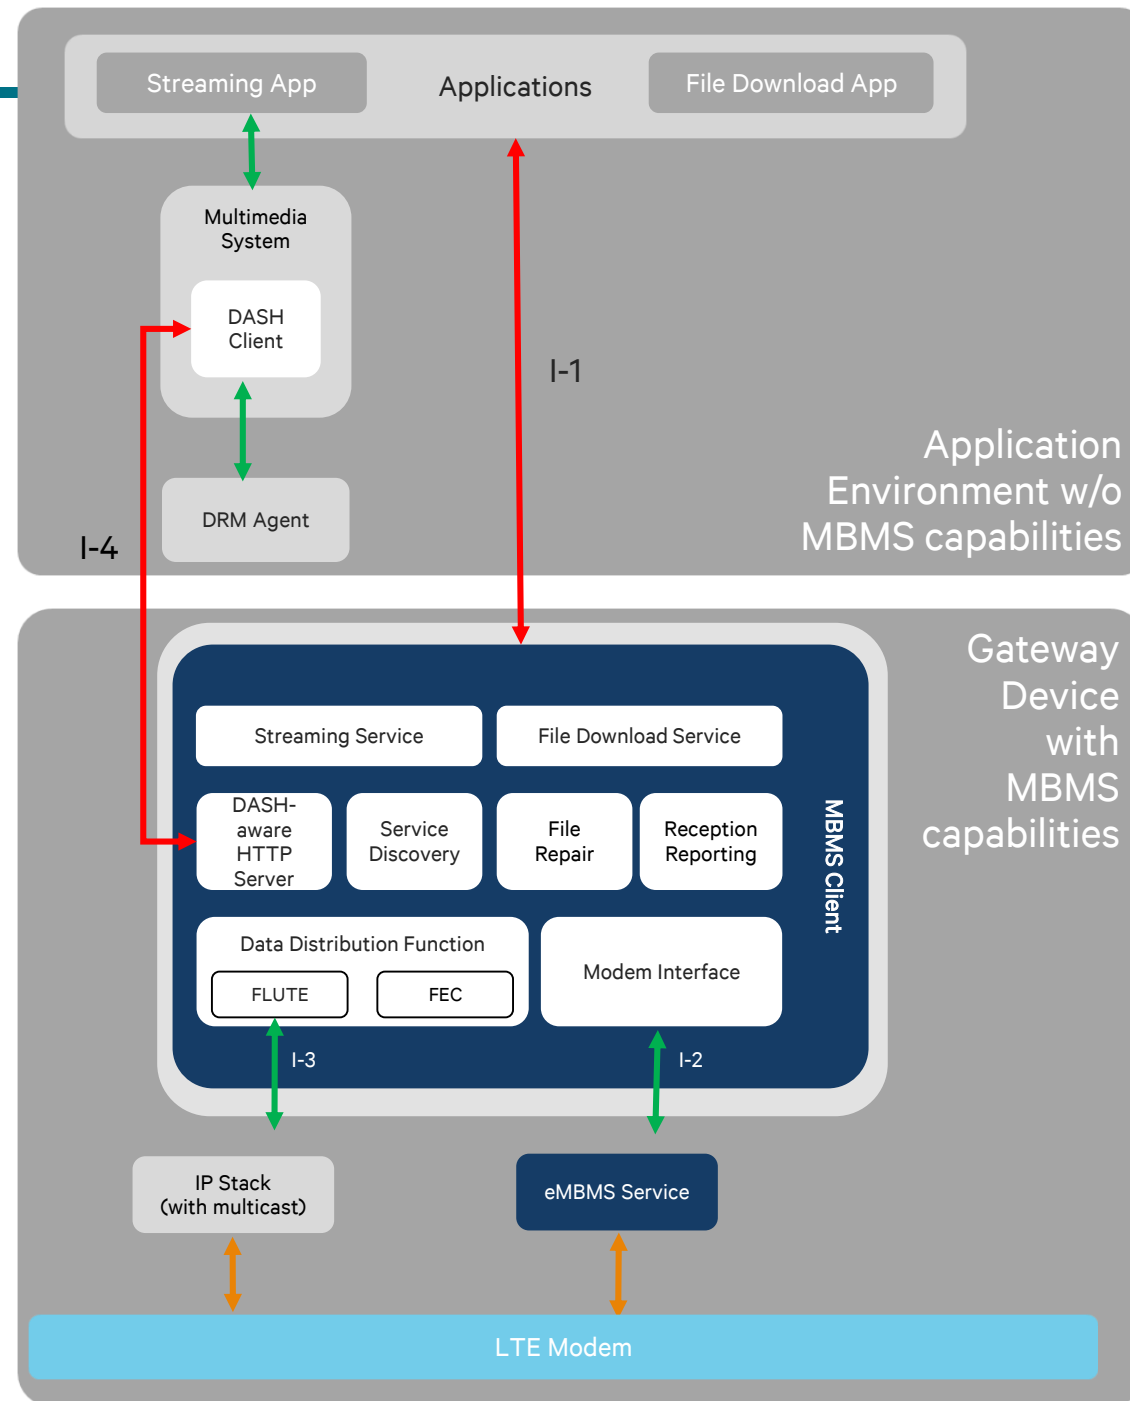 Streaming App
Applications
File Download App
Multimedia
System
DASH
Client
I-1
Application
Environment w/o
MBMS capabilities
DRM Agent
I-4
Gateway
Device
with
MBMS
capabilities
Streaming Service
File Download Service
DASH-
aware
HTTP
Server
Service
Discovery
File
Repair
Reception
Reporting
MBMS Client
Data Distribution Function
FLUTE
FEC
Modem Interface
I-3
I-2
IP Stack
(with multicast)
eMBMS Service
LTE Modem